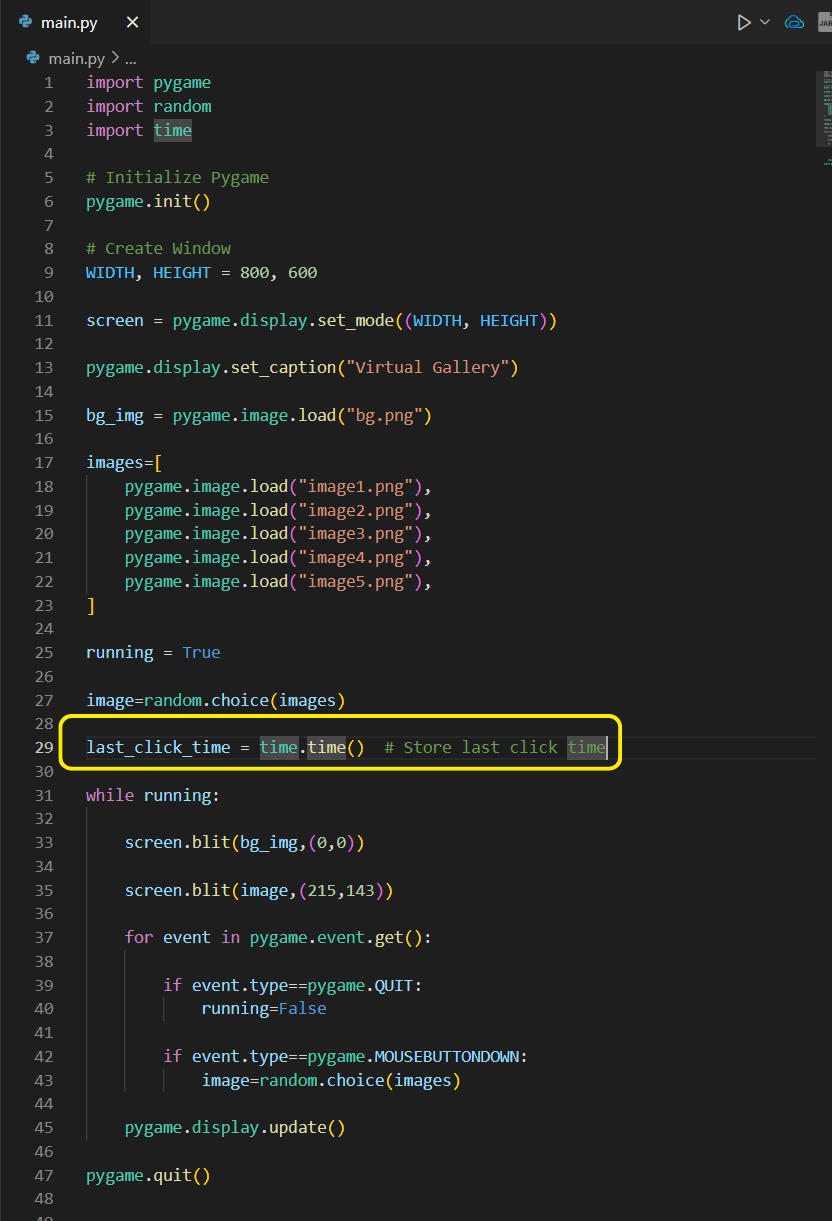 main.py
JAR
main.py > ...
1 import pygame
2 import random
3 import time
4
5 # Initialize Pygame
6 pygame.init()
7
8 # Create Window
9 WIDTH, HEIGHT = 800, 600
10
11 screen = pygame.display.set_mode((WIDTH, HEIGHT))
12
13 pygame.display.set_caption("Virtual Gallery")
14
15 bg_img = pygame.image.load("bg.png")
16
17 images=[
18     pygame.image.load("image1.png"),
19     pygame.image.load("image2.png"),
20     pygame.image.load("image3.png"),
21     pygame.image.load("image4.png"),
22     pygame.image.load("image5.png"),
23 ]
24
25 running = True
26
27 image=random.choice(images)
28
29 last_click_time = time.time()  # Store last click time
30
31 while running:
32
33     screen.blit(bg_img,(0,0))
34
35     screen.blit(image,(215,143))
36
37     for event in pygame.event.get():
38
39         if event.type==pygame.QUIT:
40             running=False
41
42         if event.type==pygame.MOUSEBUTTONDOWN:
43             image=random.choice(images)
44
45     pygame.display.update()
46
47 pygame.quit()
48
49